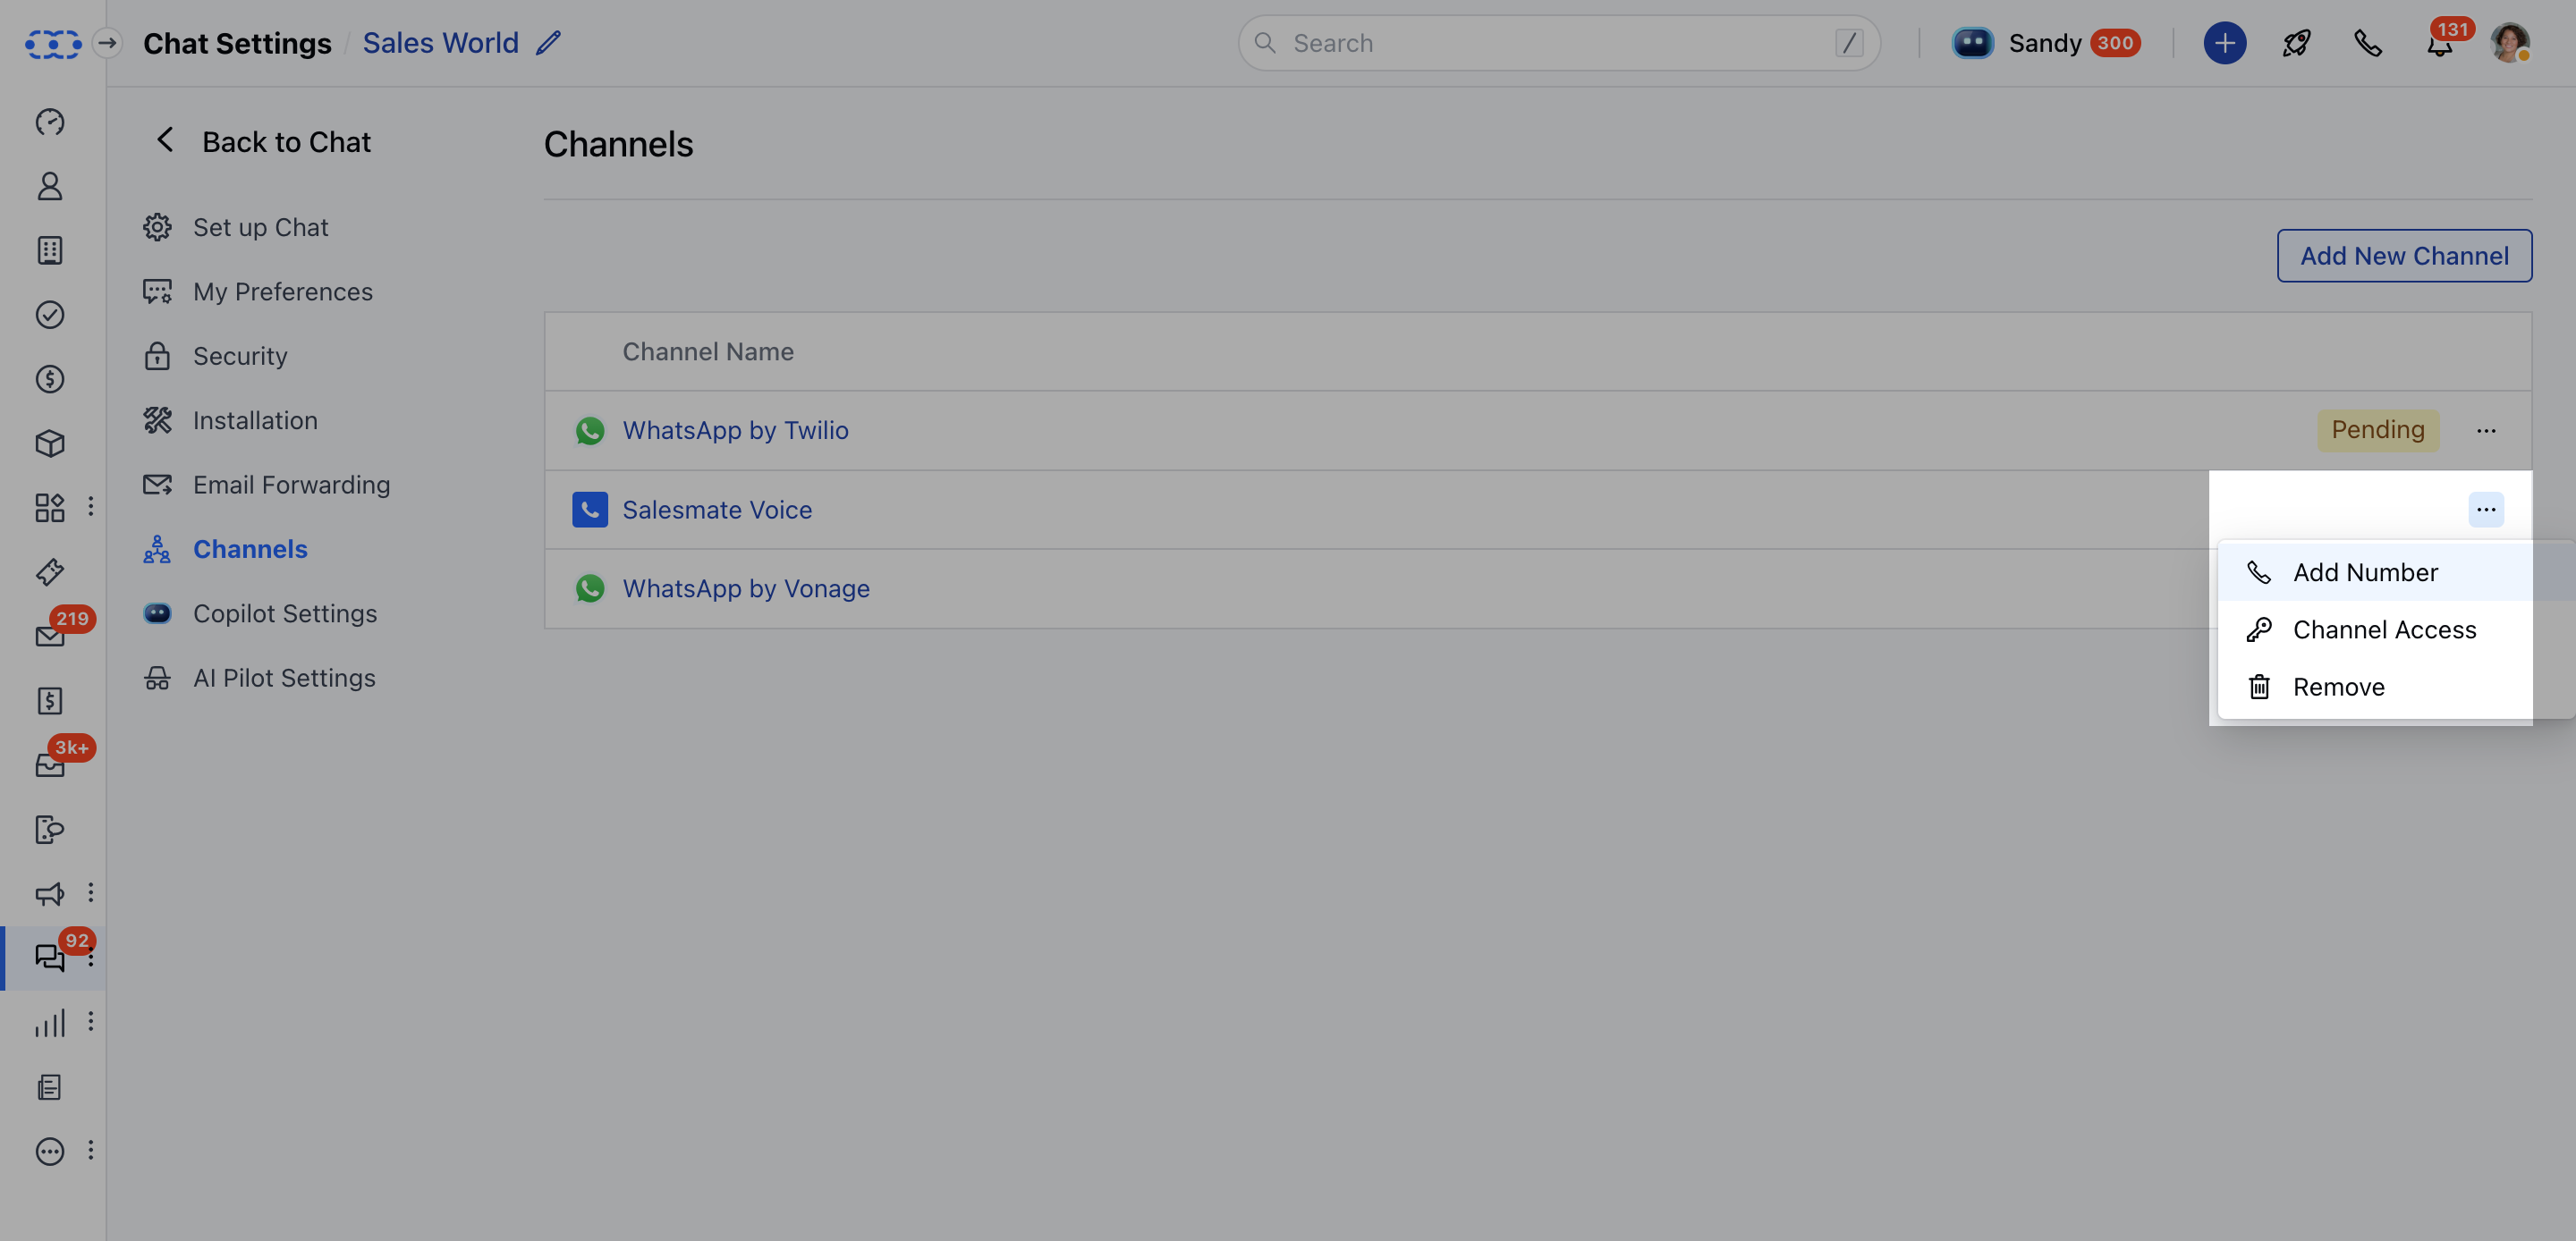 Chat Settings / Sales World
Search /
Sandy 300
131
Back to Chat
Set up Chat
My Preferences
Security
Installation
Email Forwarding
Channels
Copilot Settings
AI Pilot Settings
219
3k+
92
Channels
Add New Channel
Channel Name
WhatsApp by Twilio
Pending
Salesmate Voice
WhatsApp by Vonage
Add Number
Channel Access
Remove